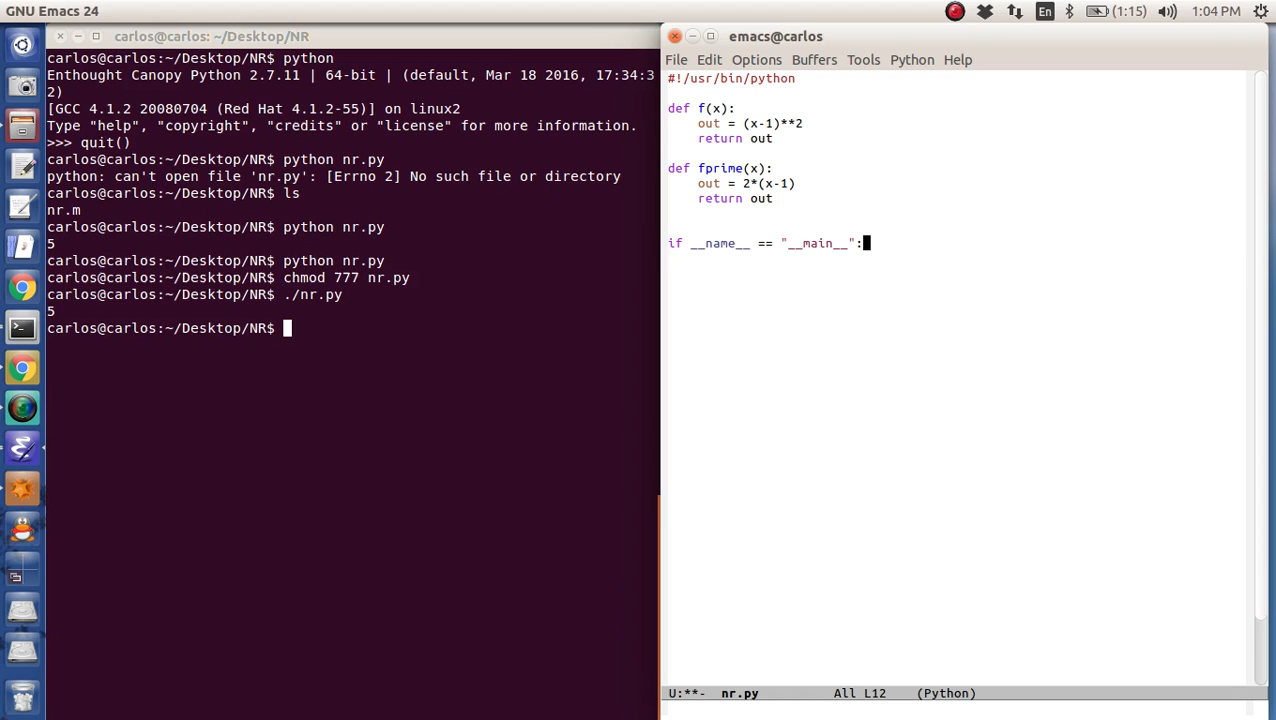 GNU Emacs 24
En
(1:15)
1:04 PM
carlos@carlos: ~/Desktop/NR
carlos@carlos:~/Desktop/NR$ python
Enthought Canopy Python 2.7.11 | 64-bit | (default, Mar 18 2016, 17:34:3
2)
[GCC 4.1.2 20080704 (Red Hat 4.1.2-55)] on linux2
Type "help", "copyright", "credits" or "license" for more information.
>>> quit()
carlos@carlos:~/Desktop/NR$ python nr.py
python: can't open file 'nr.py': [Errno 2] No such file or directory
carlos@carlos:~/Desktop/NR$ ls
nr.m
carlos@carlos:~/Desktop/NR$ python nr.py
5
carlos@carlos:~/Desktop/NR$ python nr.py
carlos@carlos:~/Desktop/NR$ chmod 777 nr.py
carlos@carlos:~/Desktop/NR$ ./nr.py
5
carlos@carlos:~/Desktop/NR$
emacs@carlos
File Edit Options Buffers Tools Python Help
#!/usr/bin/python
def f(x):
    out = (x-1)**2
    return out
def fprime(x):
    out = 2*(x-1)
    return out
if __name__ == "__main__":
U:**- nr.py All L12 (Python)